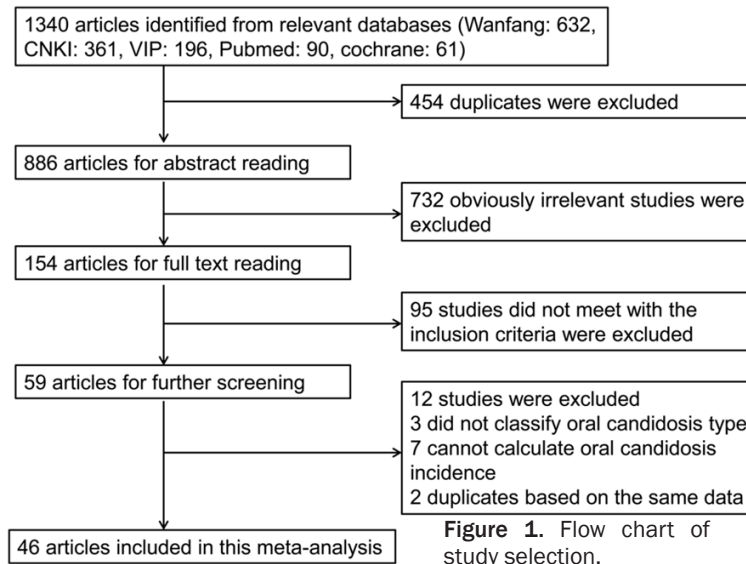 1340 articles identified from relevant databases (Wanfang: 632,
CNKI: 361, VIP: 196, Pubmed: 90, cochrane: 61)
454 duplicates were excluded
886 articles for abstract reading
732 obviously irrelevant studies were
excluded
154 articles for full text reading
95 studies did not meet with the
inclusion criteria were excluded
59 articles for further screening
12 studies were excluded
3 did not classify oral candidosis type
7 cannot calculate oral candidosis
incidence
2 duplicates based on the same data
46 articles included in this meta-analysis
Figure 1. Flow chart of
study selection.